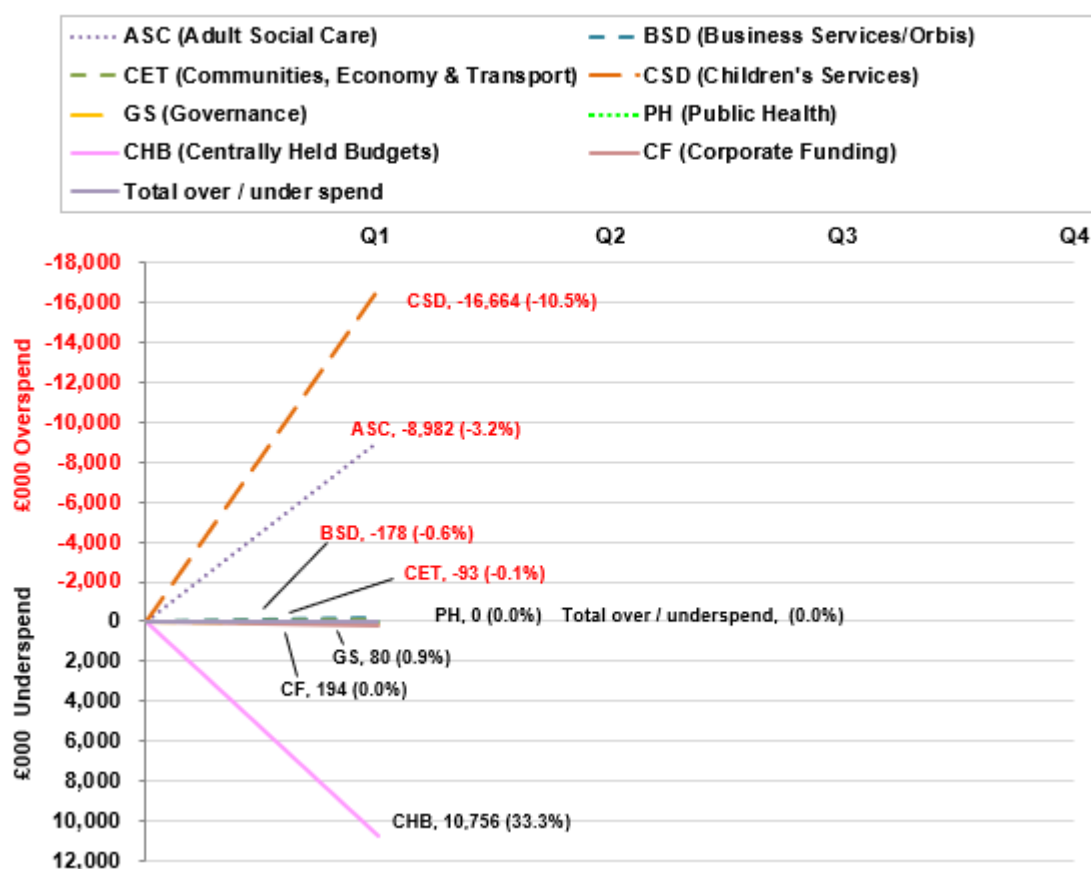 ASC (Adult Social Care) BSD (Business Services/Orbis)
CET (Communities, Economy & Transport) CSD (Children's Services)
GS (Governance) PH (Public Health)
CHB (Centrally Held Budgets) CF (Corporate Funding)
Total over / under spend
Q1 Q2 Q3 Q4
-18,000
-16,000
-14,000
-12,000
-10,000
-8,000
-6,000
-4,000
-2,000
0
2,000
4,000
6,000
8,000
10,000
12,000
£000 Overspend
£000 Underspend
CSD, -16,664 (-10.5%)
ASC, -8,982 (-3.2%)
BSD, -178 (-0.6%)
CET, -93 (-0.1%)
PH, 0 (0.0%) Total over / underspend, (0.0%)
GS, 80 (0.9%)
CF, 194 (0.0%)
CHB, 10,756 (33.3%)